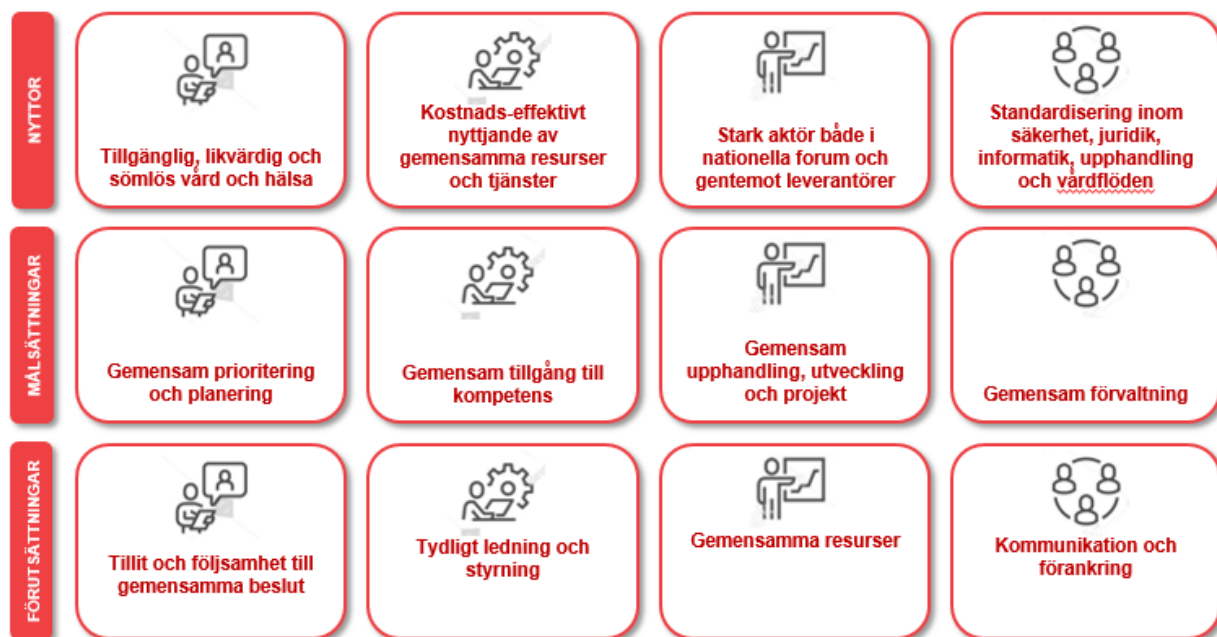 NYTTOR
Tillgänglig, likvärdig och
sömlös vård och hälsa
Kostnads-effektivt
nyttjande av
gemensamma resurser
och tjänster
Stark aktör både i
nationella forum och
gentemot leverantörer
Standardisering inom
säkerhet, juridik,
informatik, upphandling
och vårdflöden
MÅLSÄTTNINGAR
Gemensam prioritering
och planering
Gemensam tillgång till
kompetens
Gemensam
upphandling, utveckling
och projekt
Gemensam förvaltning
FÖRUTSÄTTNINGAR
Tillit och följsamhet till
gemensamma beslut
Tydligt ledning och
styrning
Gemensamma resurser
Kommunikation och
förankring